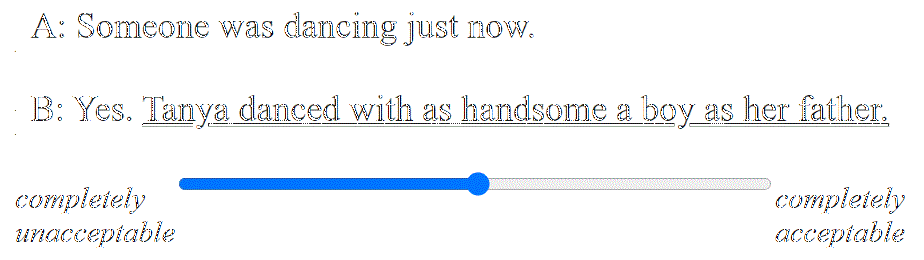 A: Someone was dancing just now.
B: Yes. Tanya danced with as handsome a boy as her father.
completely unacceptable
completely acceptable